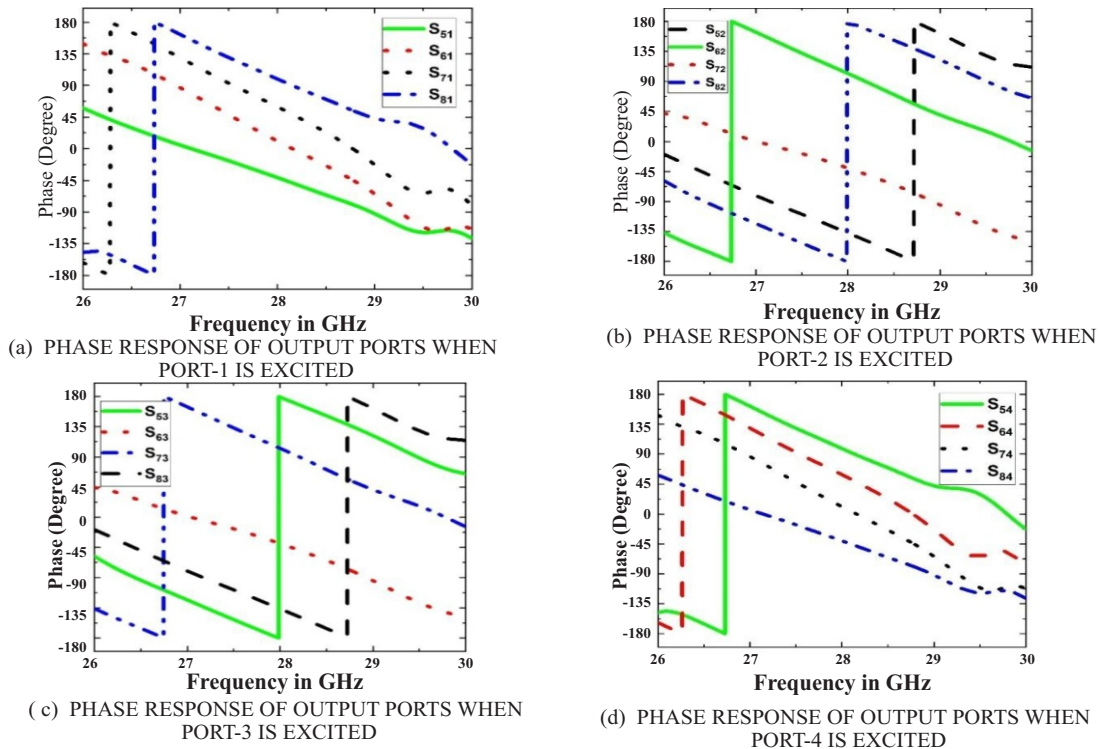 180
135
90
45
0
-45
-90
-135
-180
Phase (Degree)
S51
S61
S71
S81
26 27 28 29 30
Frequency in GHz
(a) PHASE RESPONSE OF OUTPUT PORTS WHEN
PORT-1 IS EXCITED
180
135
90
45
0
-45
-90
-135
-180
Phase (Degree)
S52
S62
S72
S82
26 27 28 29 30
Frequency in GHz
(b) PHASE RESPONSE OF OUTPUT PORTS WHEN
PORT-2 IS EXCITED
180
135
90
45
0
-45
-90
-135
-180
Phase (Degree)
S53
S63
S73
S83
26 27 28 29 30
Frequency in GHz
( c) PHASE RESPONSE OF OUTPUT PORTS WHEN
PORT-3 IS EXCITED
180
135
90
45
0
-45
-90
-135
-180
Phase (Degree)
S54
S64
S74
S84
26 27 28 29 30
Frequency in GHz
(d) PHASE RESPONSE OF OUTPUT PORTS WHEN
PORT-4 IS EXCITED